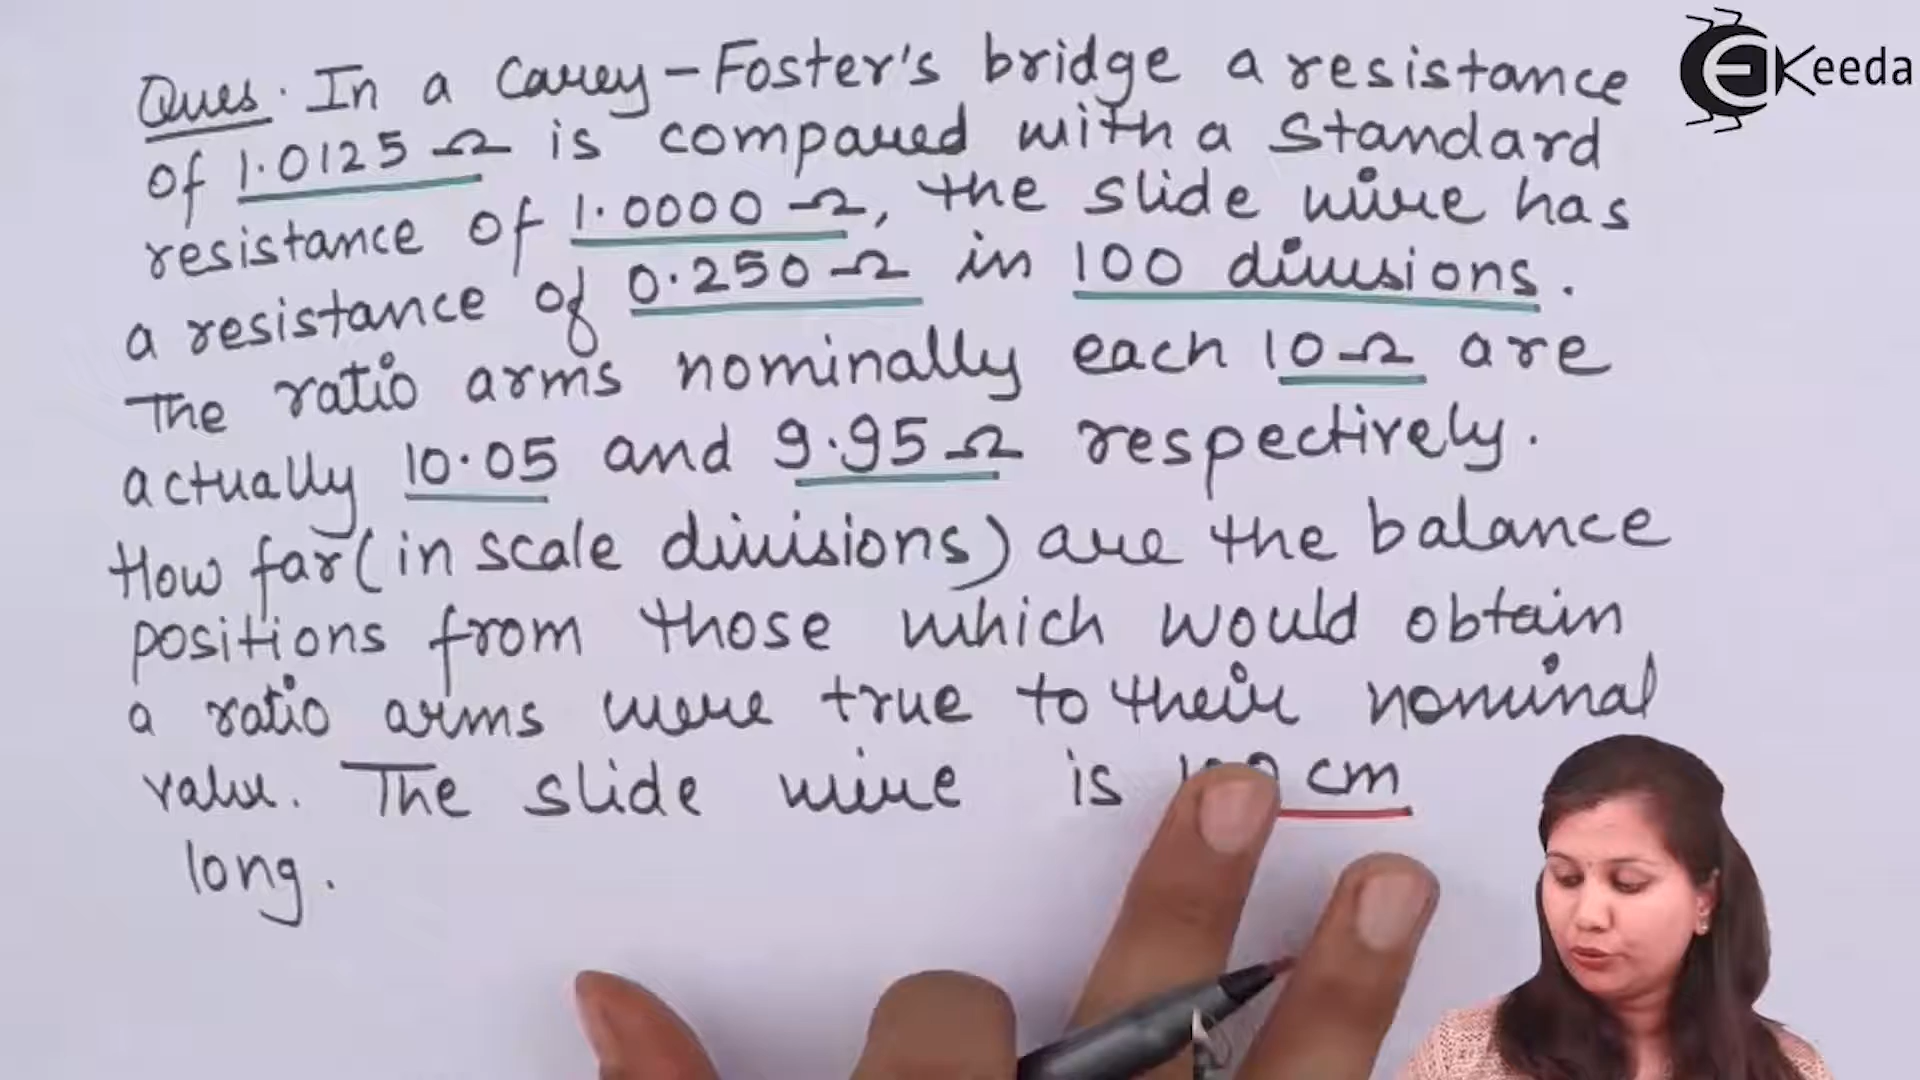 Ques. In a Carey-Foster's bridge a resistance
of 1.0125 Ω is compared with a standard
resistance of 1.0000 Ω, the slide wire has
a resistance of 0.250 Ω in 100 divisions.
The ratio arms nominally each 10 Ω are
actually 10.05 and 9.95 Ω respectively.
How far (in scale divisions) are the balance
positions from those which would obtain
a ratio arms were true to their nominal
value. The slide wire is cm
long.
EKeeda